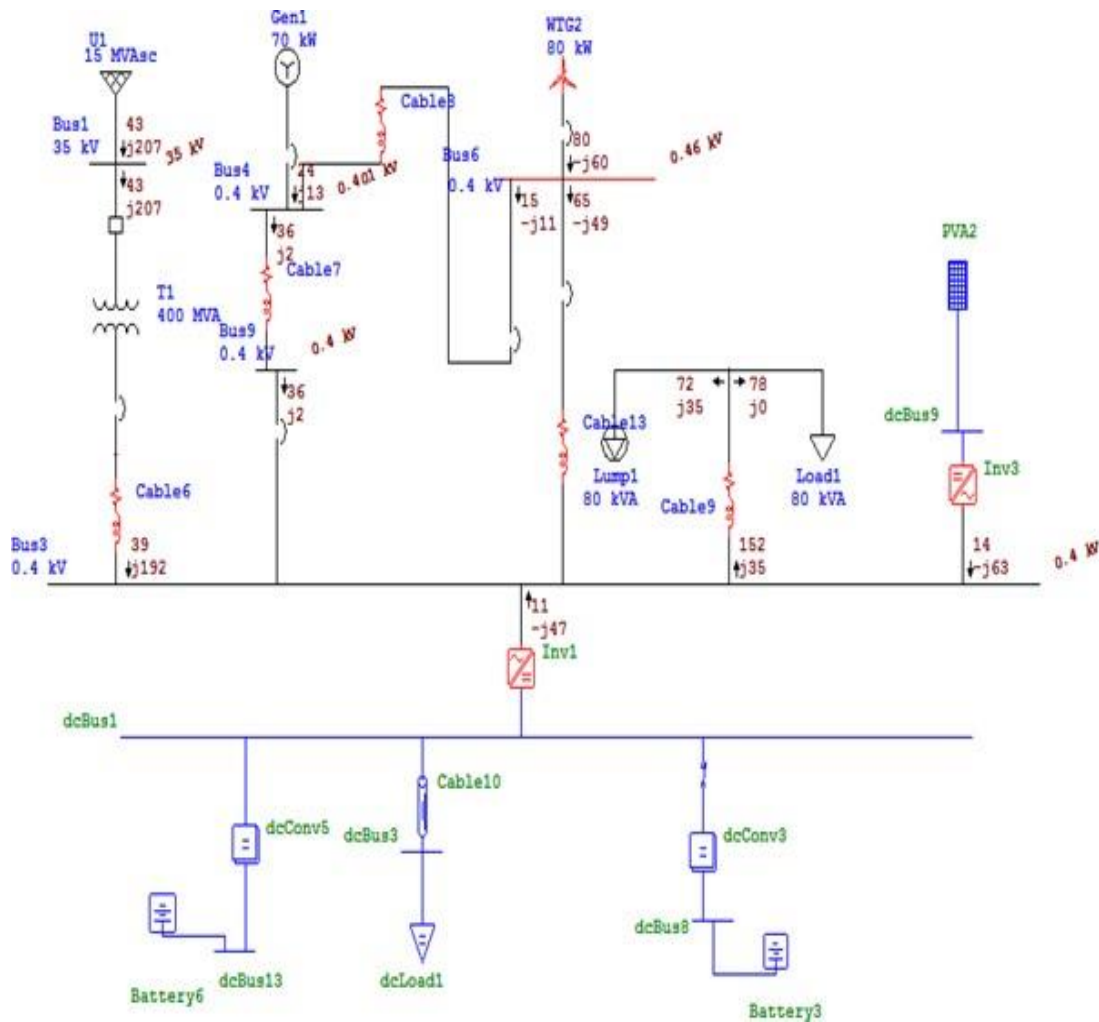 U1
15 MVAsc
Gen1
70 kW
WTG2
80 kW
Cable8
Bus1
35 kV
43
j207
35 kV
43
j207
Bus4
0.4 kV
24
j13
0.401 kV
Bus6
0.4 kV
80
-j60
0.46 kV
15
-j11
65
-j49
36
j2
Cable7
PVA2
T1
400 MVA
Bus9
0.4 kV
0.4 kV
36
j2
72
j35
78
j0
dcBus9
Cable13
Inv3
Lump1
80 kVA
Load1
80 kVA
Cable6
Cable9
Bus3
0.4 kV
39
j192
152
j35
14
-j63
0.4 kV
11
-j47
Inv1
dcBus1
Cable10
dcConv5
dcBus3
dcConv3
dcBus8
dcBus13
dcLoad1
Battery6
Battery3